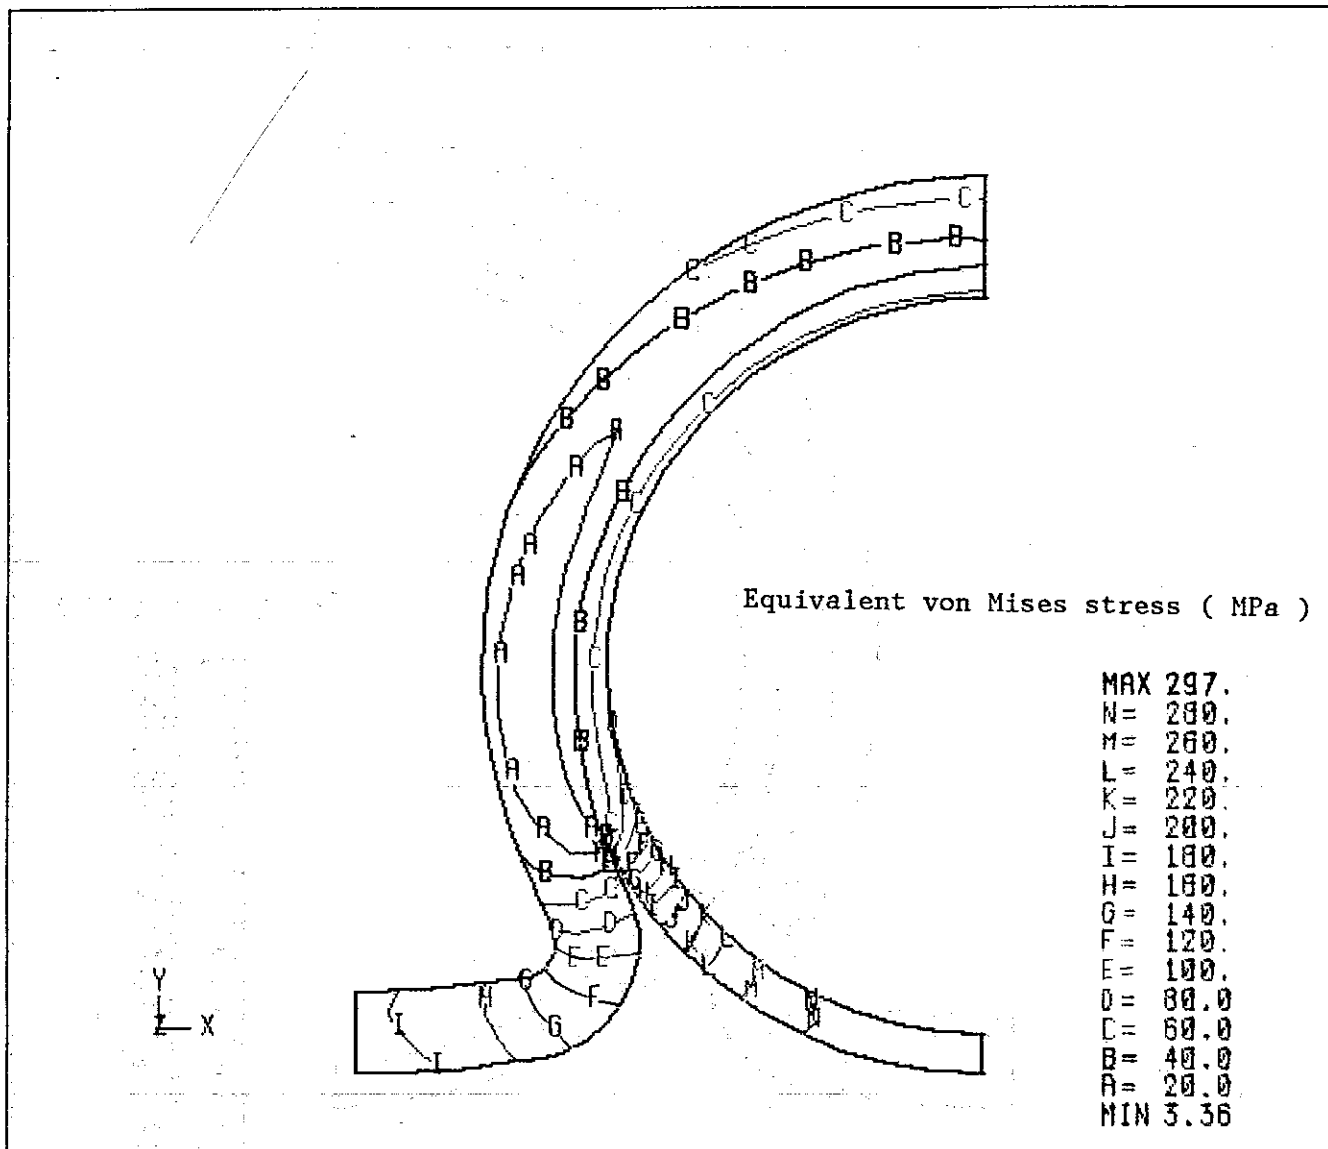 Equivalent von Mises stress ( MPa )
MAX 297.
N= 280.
M= 260.
L= 240.
K= 220.
J= 200.
I= 180.
H= 160.
G= 140.
F= 120.
E= 100.
D= 80.0
C= 60.0
B= 40.0
A= 20.0
MIN 3.36
Y
Z X
C C C C
B B B B B B B
A A A A A A A
B B B
C C C
B
C C
D D
E E
F
G G
H
I I
M M